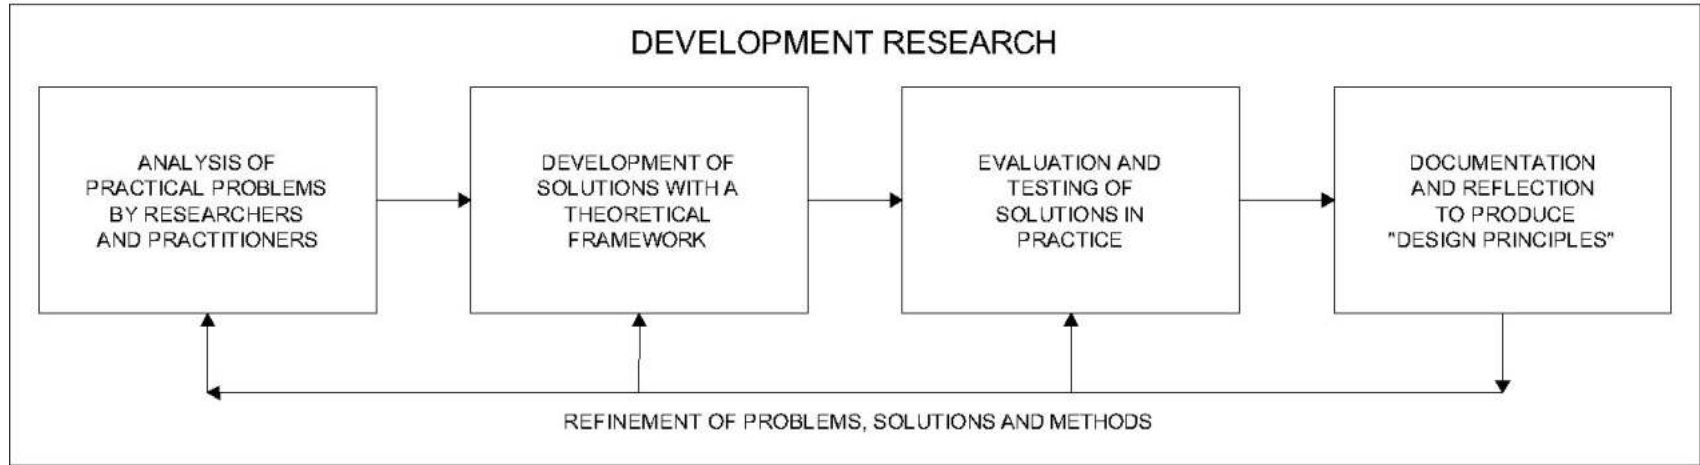 DEVELOPMENT RESEARCH
ANALYSIS OF
PRACTICAL PROBLEMS
BY RESEARCHERS
AND PRACTITIONERS
DEVELOPMENT OF
SOLUTIONS WITH A
THEORETICAL
FRAMEWORK
EVALUATION AND
TESTING OF
SOLUTIONS IN
PRACTICE
DOCUMENTATION
AND REFLECTION
TO PRODUCE
"DESIGN PRINCIPLES"
REFINEMENT OF PROBLEMS, SOLUTIONS AND METHODS